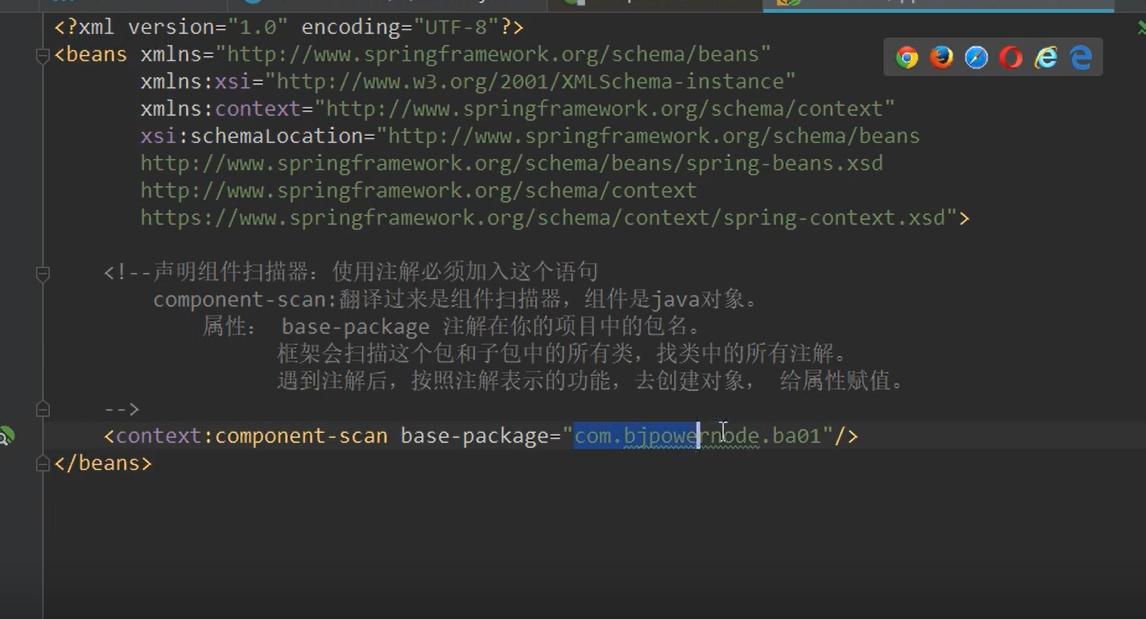 <?xml version="1.0" encoding="UTF-8"?>
<beans xmlns="http://www.springframework.org/schema/beans"
xmlns:xsi="http://www.w3.org/2001/XMLSchema-instance"
xmlns:context="http://www.springframework.org/schema/context"
xsi:schemaLocation="http://www.springframework.org/schema/beans
http://www.springframework.org/schema/beans/spring-beans.xsd
http://www.springframework.org/schema/context
https://www.springframework.org/schema/context/spring-context.xsd">
<!--声明组件扫描器：使用注解必须加入这个语句
component-scan:翻译过来是组件扫描器，组件是java对象。
属性： base-package 注解在你的项目中的包名。
框架会扫描这个包和子包中的所有类，找类中的所有注解。
遇到注解后，按照注解表示的功能，去创建对象， 给属性赋值。
-->
<context:component-scan base-package="com.bjpowernode.ba01"/>
</beans>